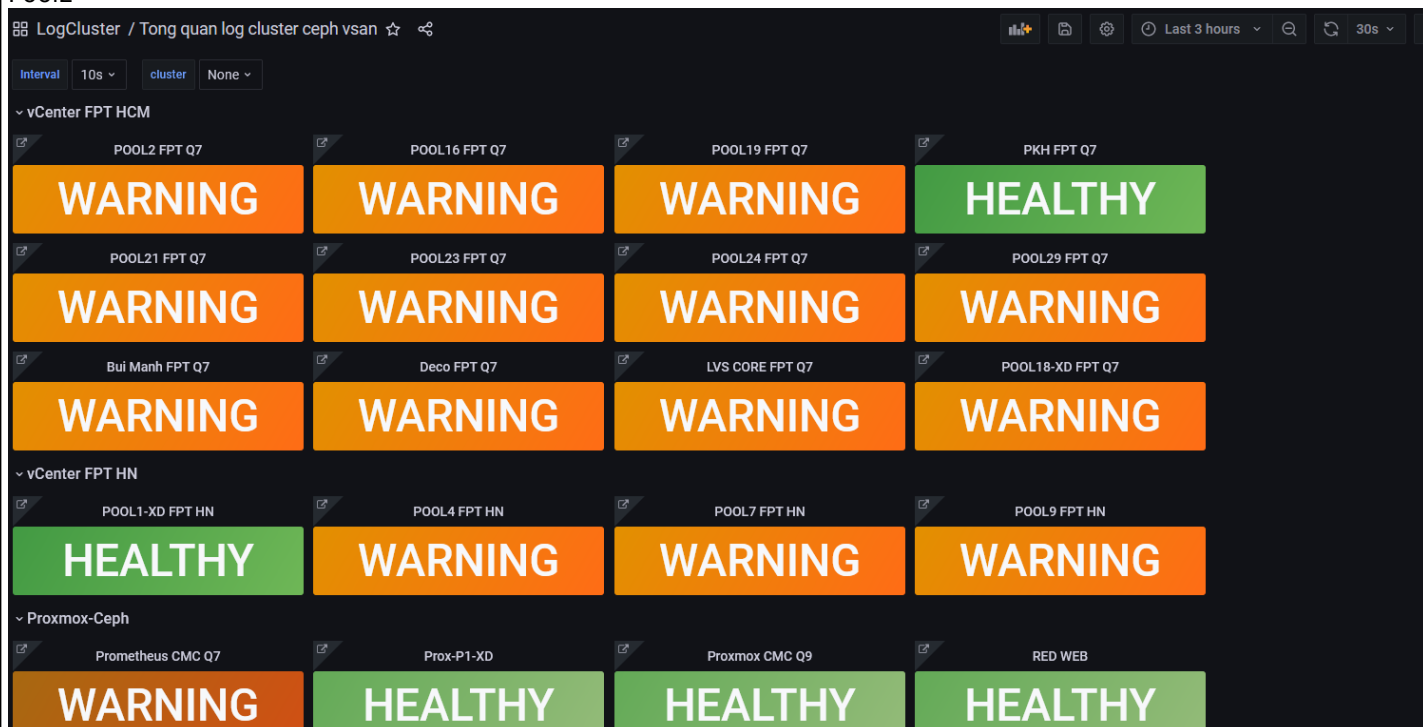 LogCluster / Tong quan log cluster ceph vsan
Last 3 hours
30s
Interval 10s cluster None
vCenter FPT HCM
POOL2 FPT Q7 POOL16 FPT Q7 POOL19 FPT Q7 PKH FPT Q7
WARNING WARNING WARNING HEALTHY
POOL21 FPT Q7 POOL23 FPT Q7 POOL24 FPT Q7 POOL29 FPT Q7
WARNING WARNING WARNING WARNING
Bui Manh FPT Q7 Deco FPT Q7 LVS CORE FPT Q7 POOL18-XD FPT Q7
WARNING WARNING WARNING WARNING
vCenter FPT HN
POOL1-XD FPT HN POOL4 FPT HN POOL7 FPT HN POOL9 FPT HN
HEALTHY WARNING WARNING WARNING
Proxmox-Ceph
Prometheus CMC Q7 Prox-P1-XD Proxmox CMC Q9 RED WEB
WARNING HEALTHY HEALTHY HEALTHY